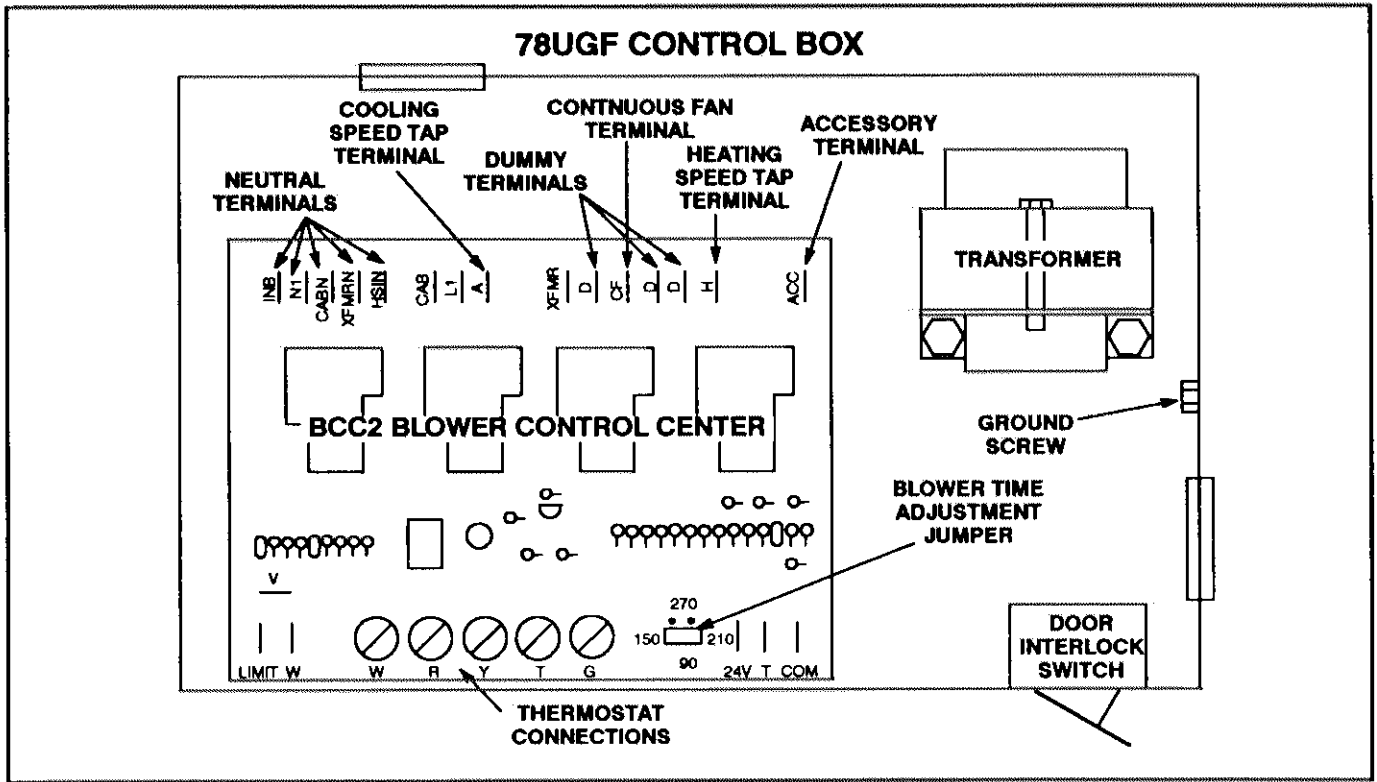 78UGF CONTROL BOX
COOLING
SPEED TAP
TERMINAL
CONTNUOUS FAN
TERMINAL
ACCESSORY
TERMINAL
DUMMY
TERMINALS
HEATING
SPEED TAP
TERMINAL
NEUTRAL
TERMINALS
INB
N1
CABN
XFMRN
HSIN
CAB
L1
A
XFMR
D
CF
D
D
H
ACC
TRANSFORMER
BCC2 BLOWER CONTROL CENTER
GROUND
SCREW
BLOWER TIME
ADJUSTMENT
JUMPER
V
270
150
210
90
LIMIT W
W
R
Y
T
G
24V T COM
DOOR
INTERLOCK
SWITCH
THERMOSTAT
CONNECTIONS